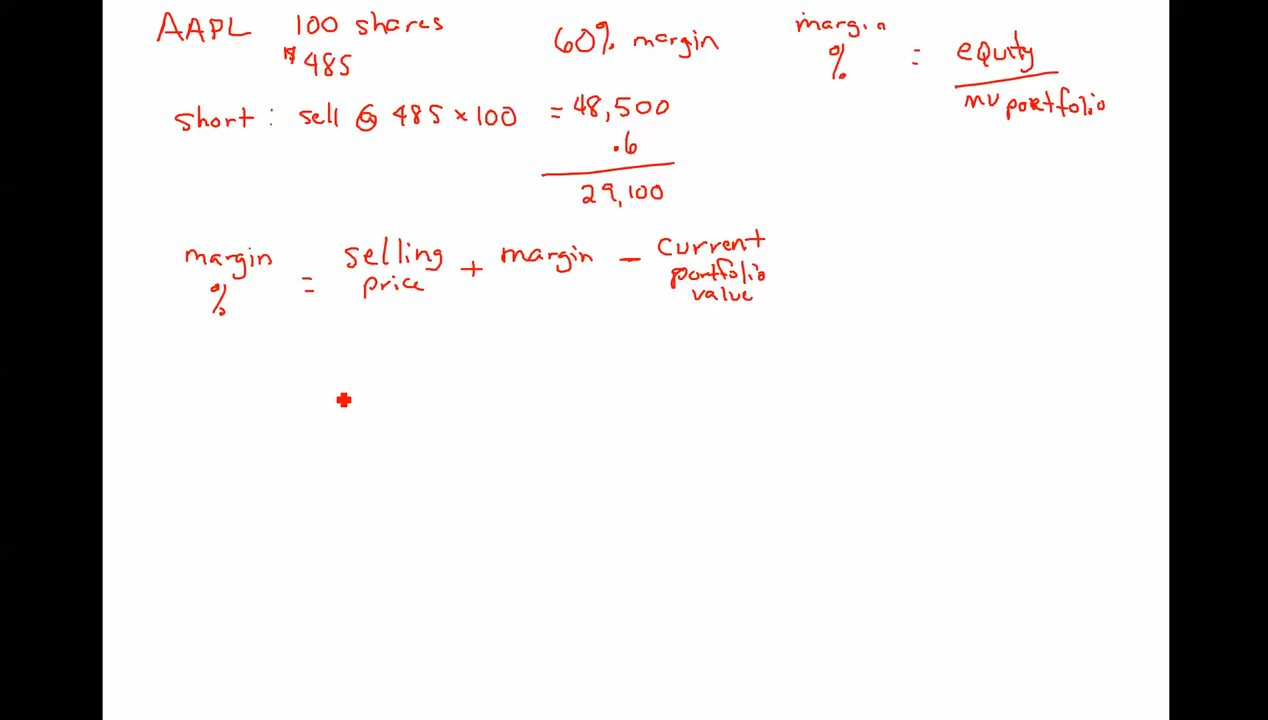 AAPL 100 shares
$485
60% margin
margin % = equity
mv portfolio
short: sell @ 485 × 100 = 48,500
.6
29,100
margin % = selling price + margin - current portfolio value